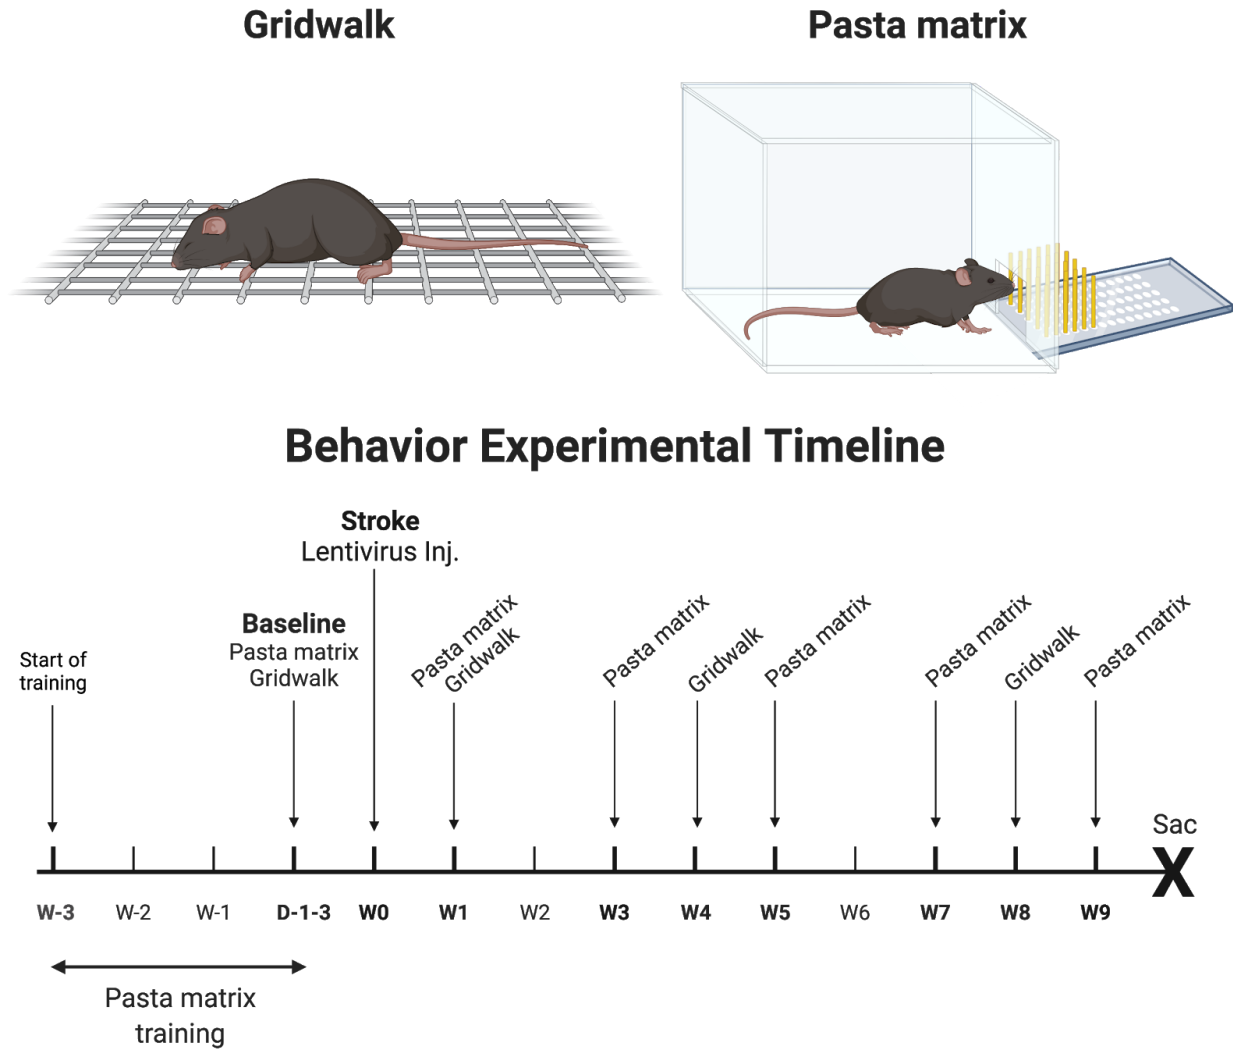 Gridwalk
Pasta matrix
Behavior Experimental Timeline
Stroke
Lentivirus Inj.
Baseline
Pasta matrix
Gridwalk
Start of
training
Pasta matrix
Gridwalk
Pasta matrix
Gridwalk
Pasta matrix
Pasta matrix
Gridwalk
Pasta matrix
Sac
X
W-3
W-2
W-1
D-1-3
W0
W1
W2
W3
W4
W5
W6
W7
W8
W9
Pasta matrix
training